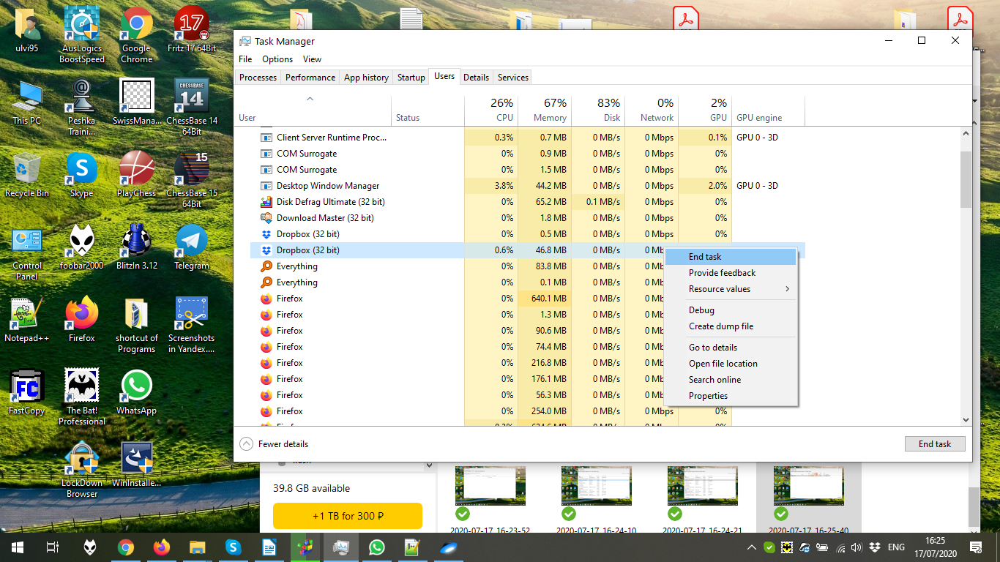 ulvi95
AusLogics
BoostSpeed
Google
Chrome
17
Fritz 17 64Bit
This PC
Peshka
Traini...
SwissMana...
CHESSBASE
14
ChessBase 14
64Bit
Recycle Bin
Skype
PlayChess
15
ChessBase 15
64Bit
Control
Panel
foobar2000
BlitzIn 3.12
Telegram
Notepad++
Firefox
shortcut of
Programs
Screenshots
in Yandex....
FC
FastCopy
The Bat!
Professional
WhatsApp
LockDown
Browser
WinInstalle...
Task Manager
File Options View
Processes Performance App history Startup Users Details Services
26% 67% 83% 0% 2%
User Status CPU Memory Disk Network GPU GPU engine
Client Server Runtime Proc... 0.3% 0.7 MB 0 MB/s 0 Mbps 0.1% GPU 0 - 3D
COM Surrogate 0% 0.9 MB 0 MB/s 0 Mbps 0%
COM Surrogate 0% 1.5 MB 0 MB/s 0 Mbps 0%
Desktop Window Manager 3.8% 44.2 MB 0 MB/s 0 Mbps 2.0% GPU 0 - 3D
Disk Defrag Ultimate (32 bit) 0% 65.2 MB 0.1 MB/s 0 Mbps 0%
Download Master (32 bit) 0% 1.8 MB 0 MB/s 0 Mbps 0%
Dropbox (32 bit) 0% 0.5 MB 0 MB/s 0 Mbps 0%
Dropbox (32 bit) 0.6% 46.8 MB 0 MB/s 0 Mb
Everything 0% 83.8 MB 0 MB/s 0 Mb
Everything 0% 0.1 MB 0 MB/s 0 Mb
Firefox 0% 640.1 MB 0 MB/s 0 Mb
Firefox 0% 1.3 MB 0 MB/s 0 Mb
Firefox 0% 90.6 MB 0 MB/s 0 Mb
Firefox 0% 74.4 MB 0 MB/s 0 Mb
Firefox 0% 216.8 MB 0 MB/s 0 Mb
Firefox 0% 176.1 MB 0 MB/s 0 Mb
Firefox 0% 56.3 MB 0 MB/s 0 Mb
Firefox 0% 254.0 MB 0 MB/s 0 Mbps 0%
End task
Provide feedback
Resource values
Debug
Create dump file
Go to details
Open file location
Search online
Properties
Fewer details
End task
39.8 GB available
+1 TB for 300 ₽
2020-07-17_16-23-52 2020-07-17_16-24-10 2020-07-17_16-24-21 2020-07-17_16-25-40
ENG
16:25
17/07/2020